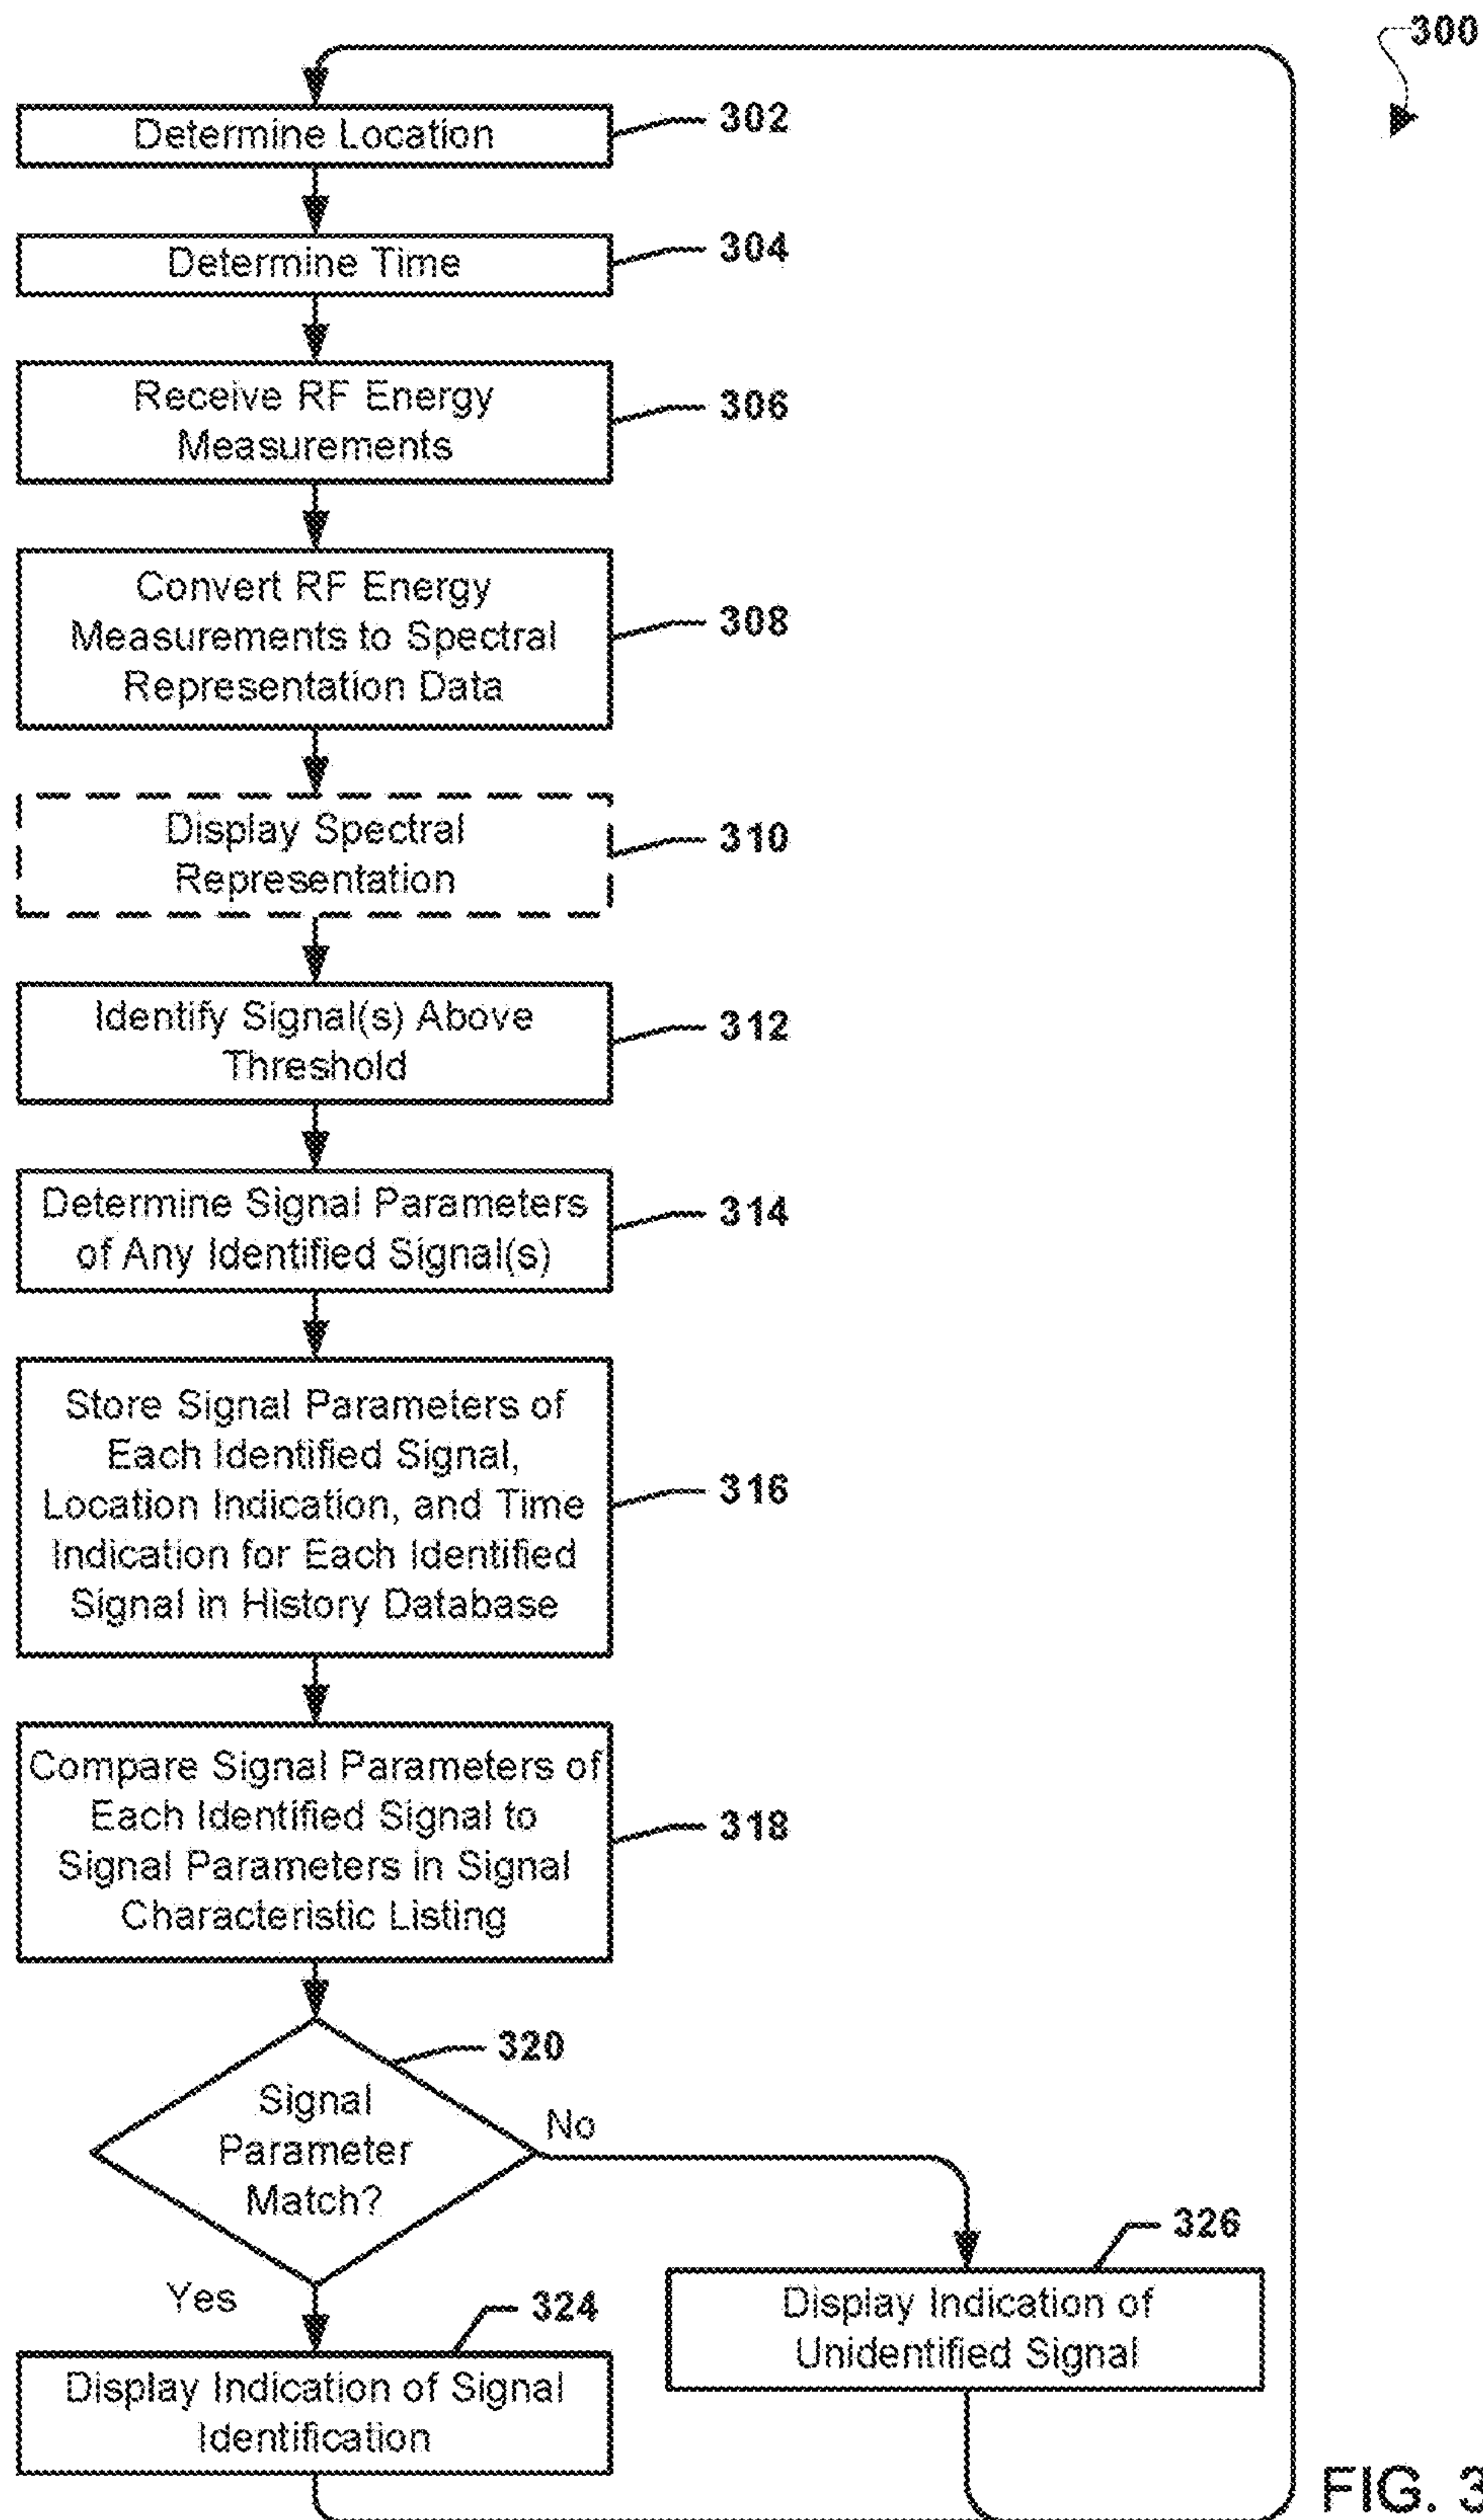 300
Determine Location
302
Determine Time
304
Receive RF Energy
Measurements
306
Convert RF Energy
Measurements to Spectral
Representation Data
308
Display Spectral
Representation
310
Identify Signal(s) Above
Threshold
312
Determine Signal Parameters
of Any Identified Signal(s)
314
Store Signal Parameters of
Each Identified Signal,
Location Indication, and Time
Indication for Each Identified
Signal in History Database
316
Compare Signal Parameters of
Each Identified Signal to
Signal Parameters in Signal
Characteristic Listing
318
320
Signal
Parameter
Match?
No
Yes
326
Display Indication of
Unidentified Signal
324
Display Indication of Signal
Identification
FIG. 3